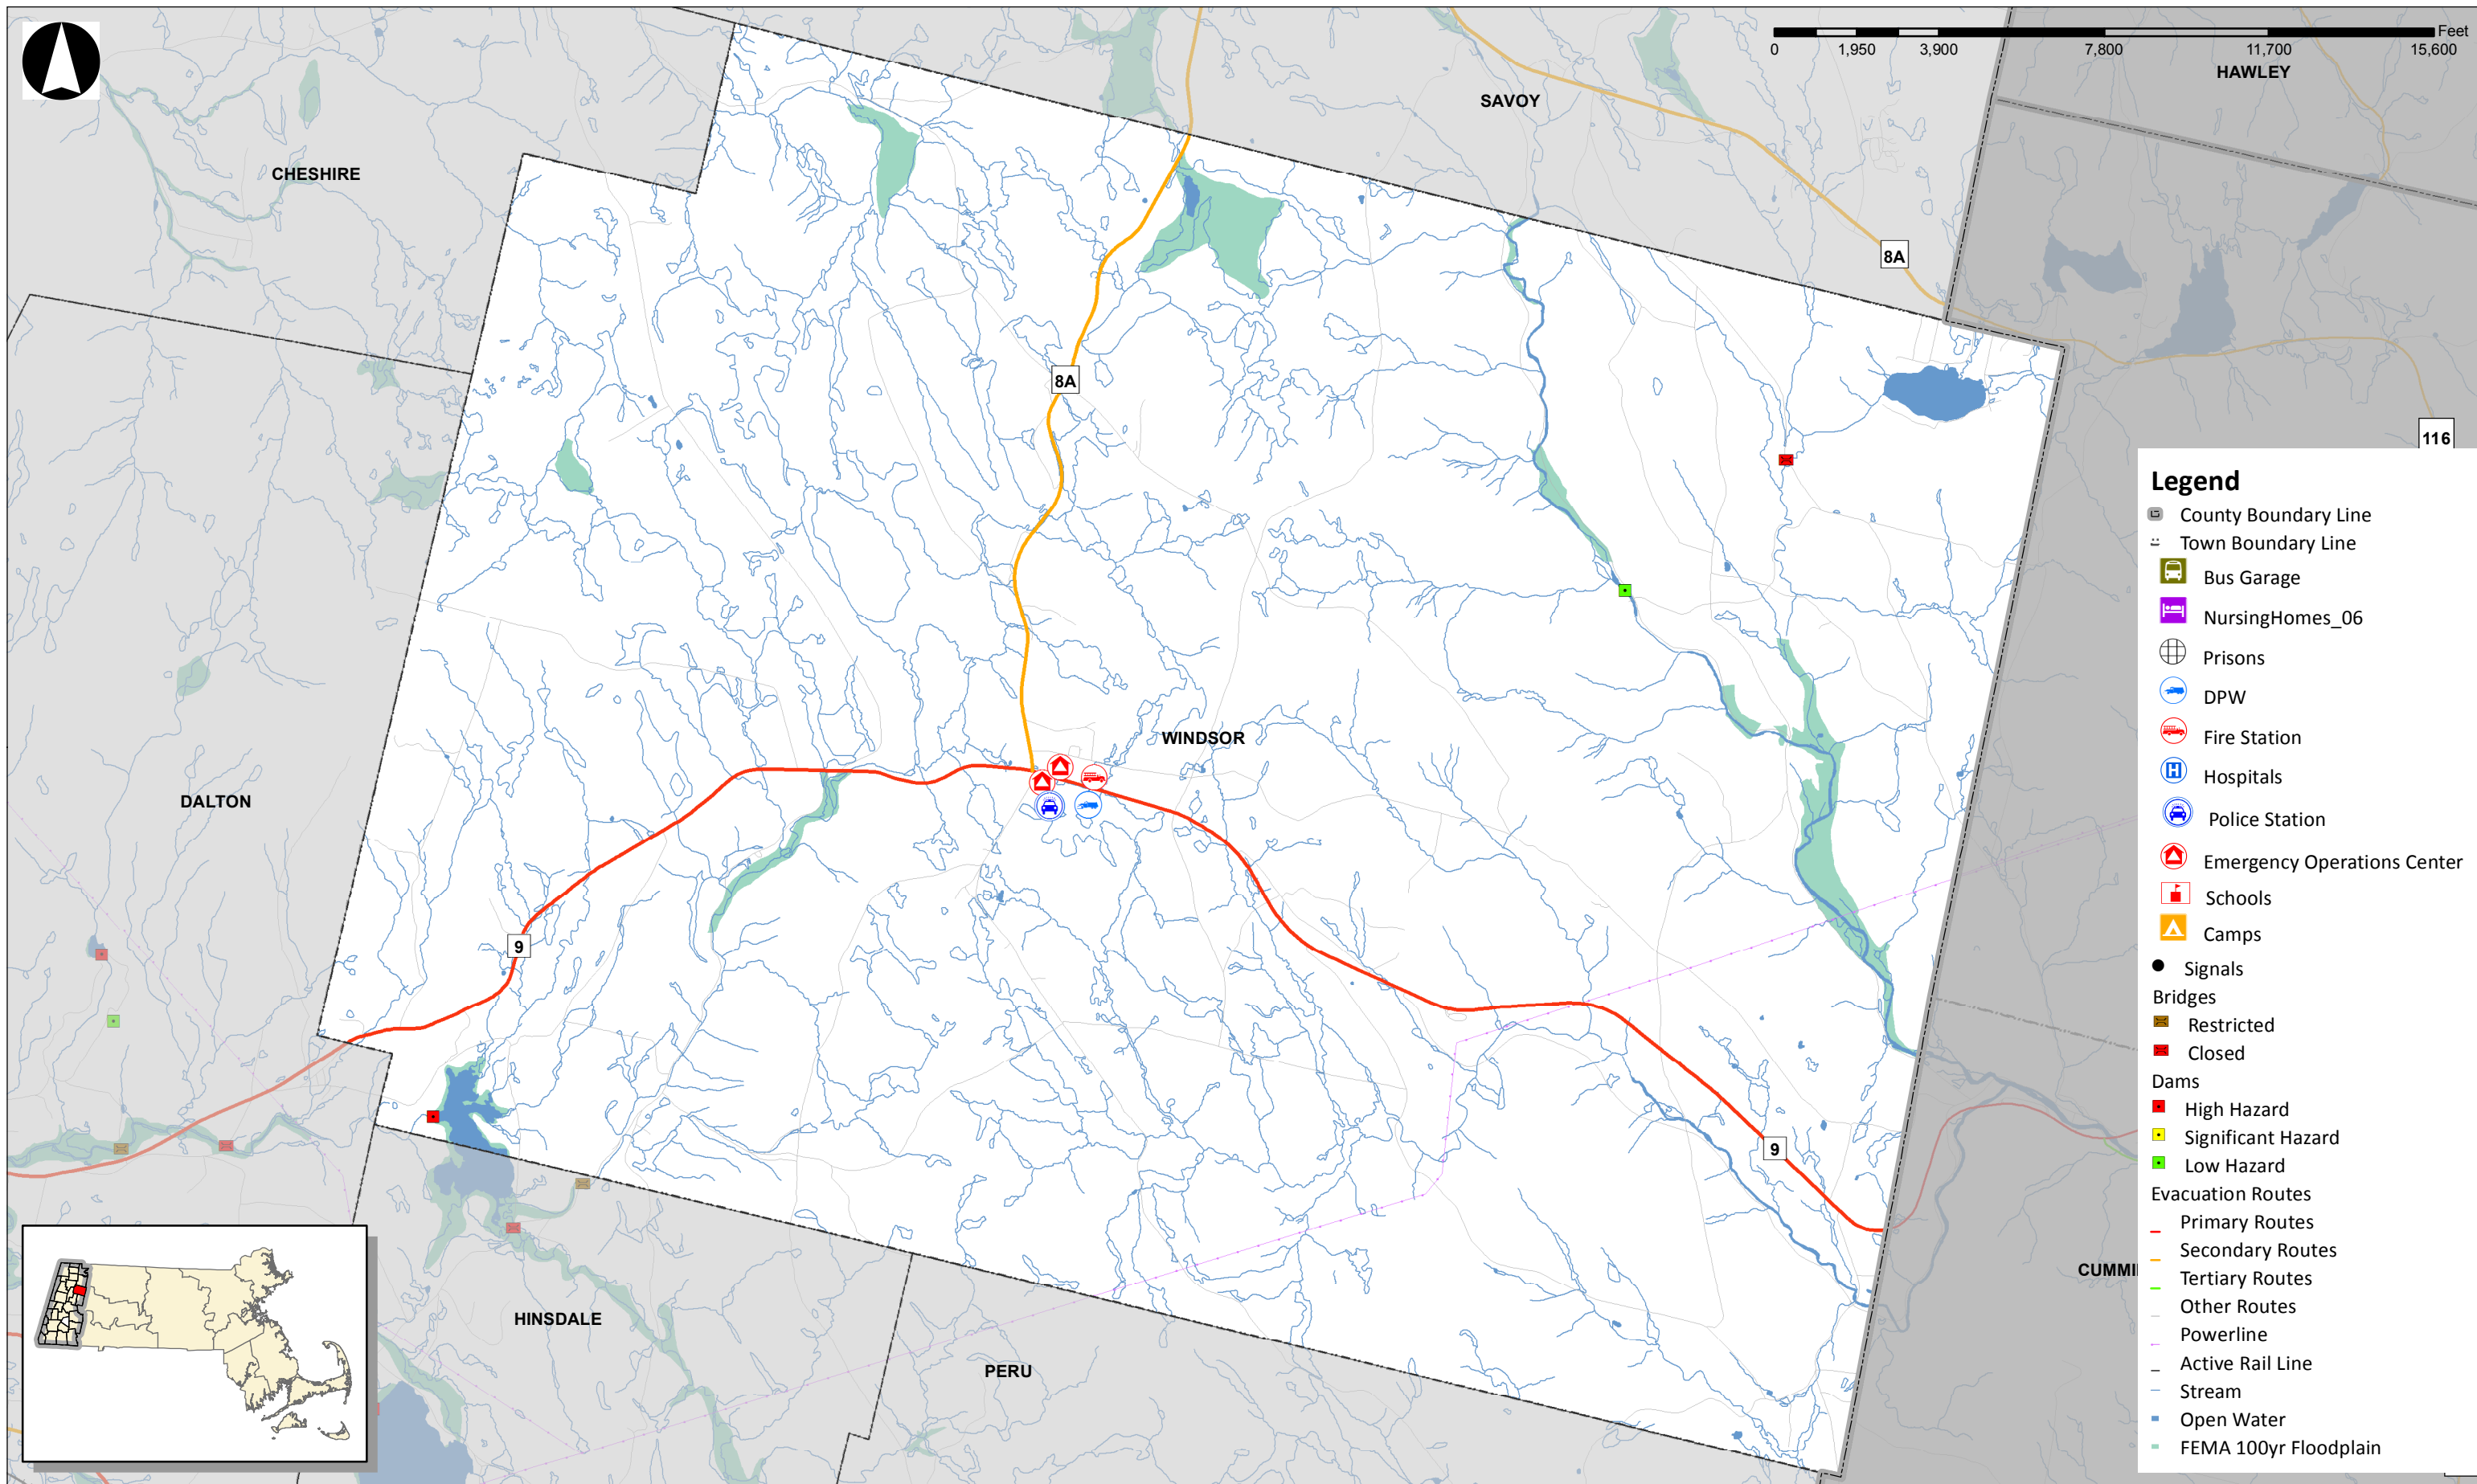 Feet
0 1,950 3,900 7,800 11,700 15,600
HAWLEY
SAVOY
CHESHIRE
8A
8A
116
WINDSOR
DALTON
9
9
HINSDALE
PERU
CUMMI
Legend
County Boundary Line
Town Boundary Line
Bus Garage
NursingHomes_06
Prisons
DPW
Fire Station
Hospitals
Police Station
Emergency Operations Center
Schools
Camps
Signals
Bridges
Restricted
Closed
Dams
High Hazard
Significant Hazard
Low Hazard
Evacuation Routes
Primary Routes
Secondary Routes
Tertiary Routes
Other Routes
Powerline
Active Rail Line
Stream
Open Water
FEMA 100yr Floodplain